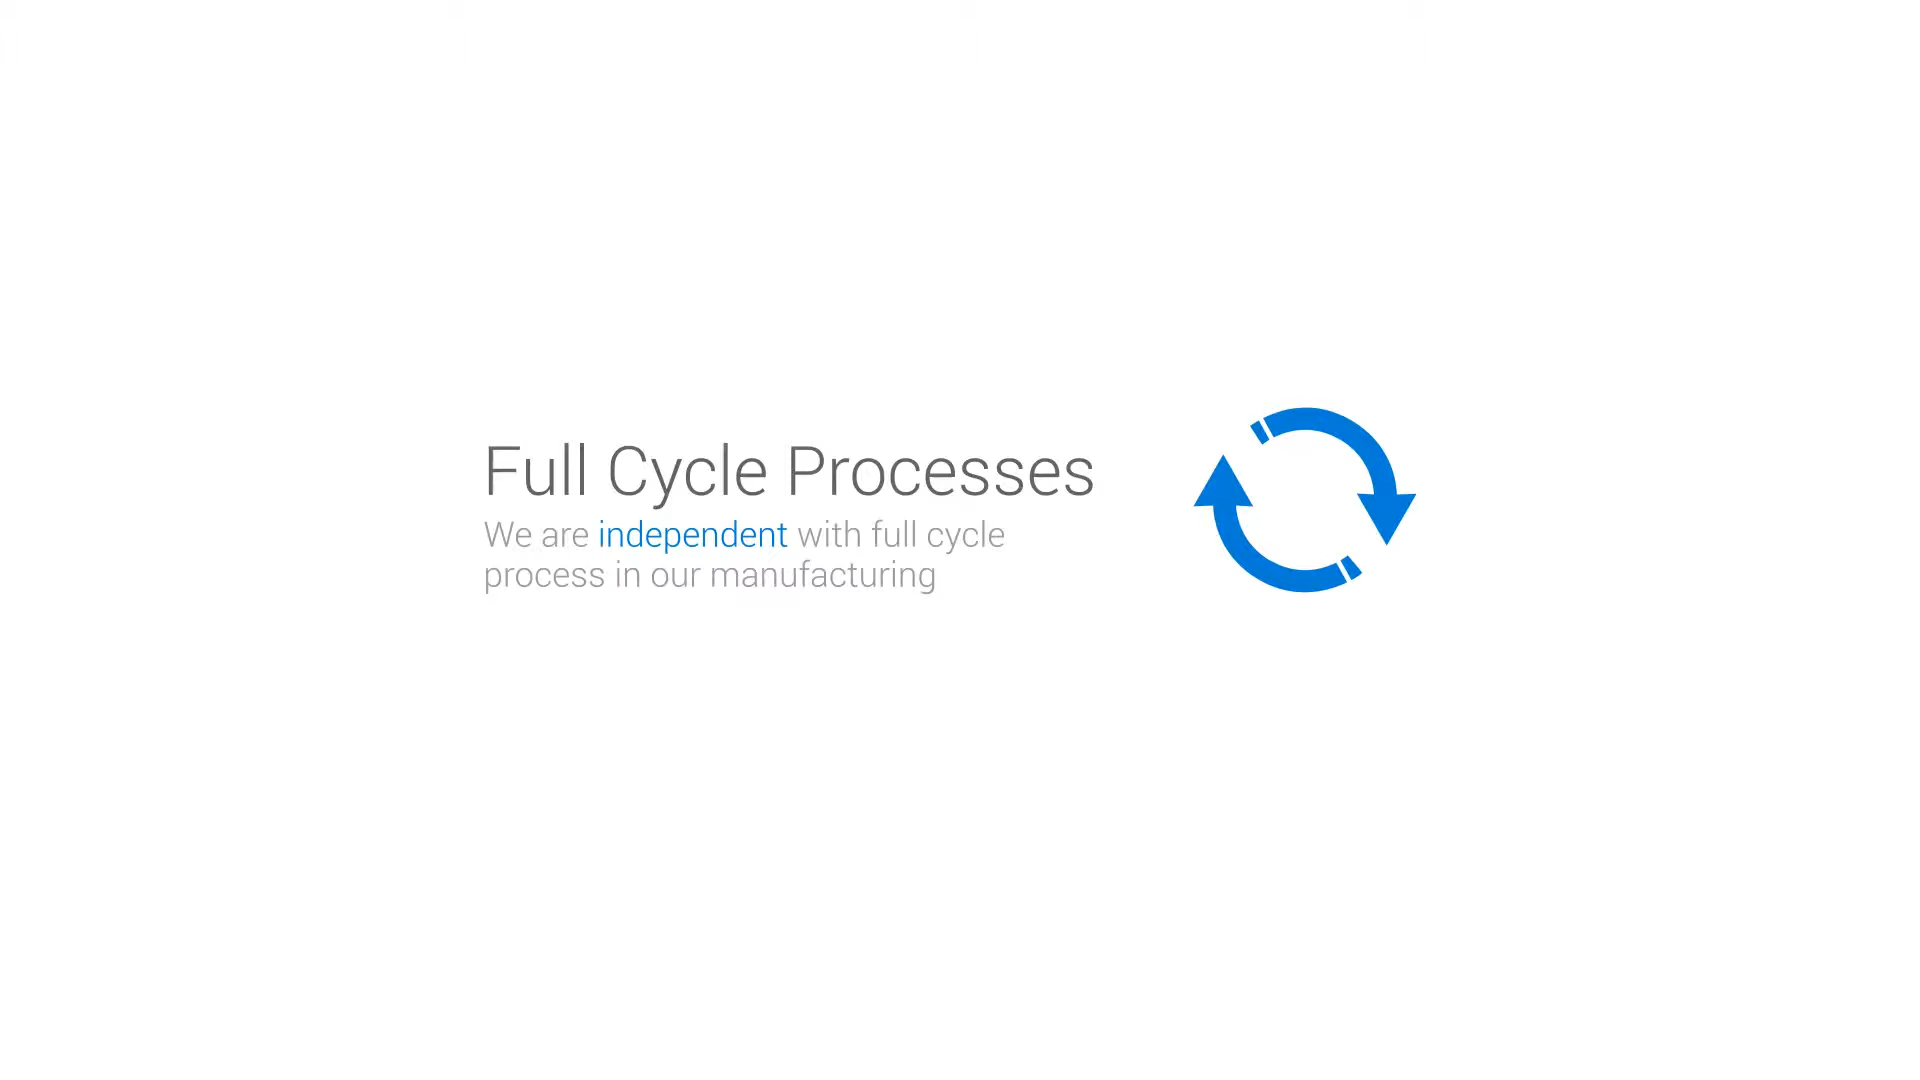 Full Cycle Processes
We are independent with full cycle
process in our manufacturing